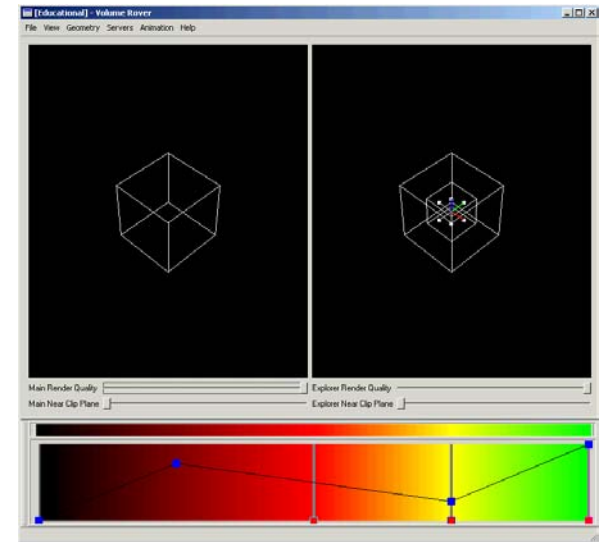 [Educational] - Volume Rover
File View Geometry Servers Animation Help
Main Render Quality
Explorer Render Quality
Main Near Clip Plane
Explorer Near Clip Plane